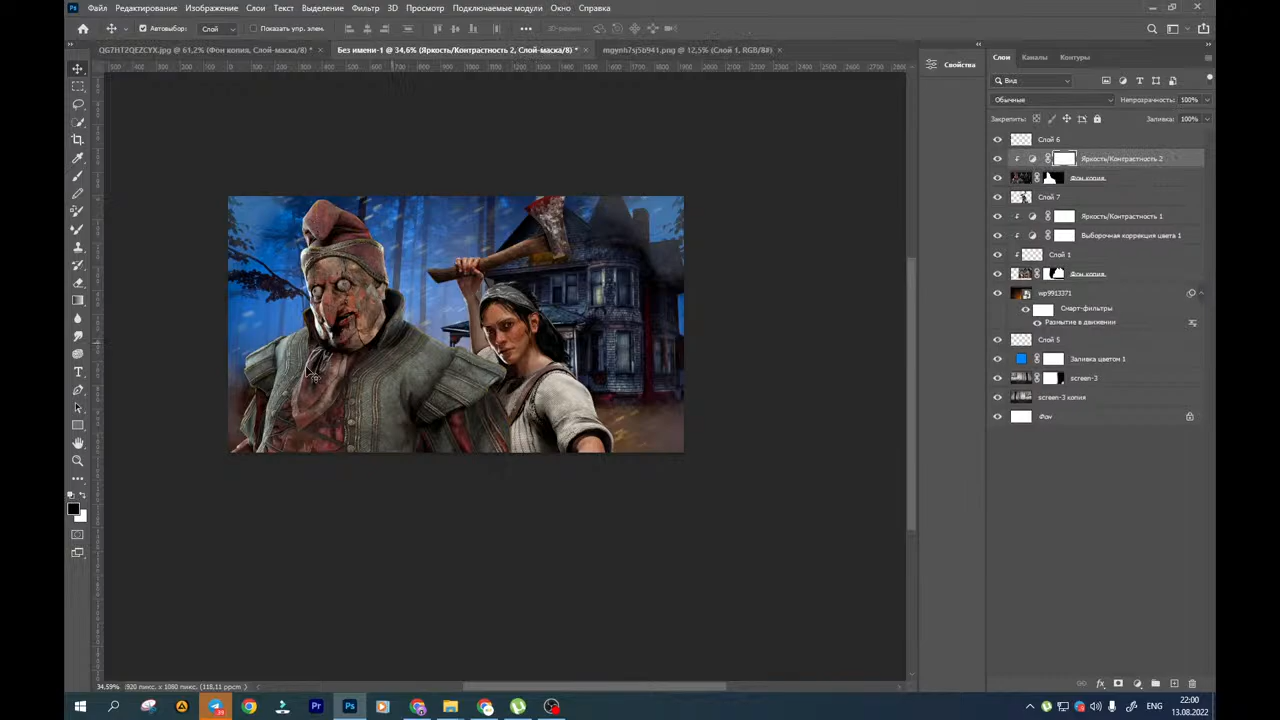 Файл Редактирование Изображение Слои Текст Выделение Фильтр 3D Просмотр Подключаемые модули Окно Справка
Автовыбор: Слой Показать упр. элем. 3D-режим:
QG7HT2QEZCYX.jpg @ 61,2% (Фон копия, Слой-маска/8) *
Без имени-1 @ 34,6% (Яркость/Контрастность 2, Слой-маска/8) *
mgynh7sj5b941.png @ 12,5% (Слой 1, RGB/8#)
Свойства
Слои Каналы Контуры
Вид
Обычные Непрозрачность: 100%
Закрепить: Заливка: 100%
Слой 6
Яркость/Контрастность 2
Фон копия
Слой 7
Яркость/Контрастность 1
Выборочная коррекция цвета 1
Слой 1
Фон копия
wp9913371
Смарт-фильтры
Размытие в движении
Слой 5
Заливка цветом 1
screen-3
screen-3 копия
Фон
34.59% (920 пикс. x 1080 пикс. (118,11 ppcm)
ENG
22:00
13.08.2022